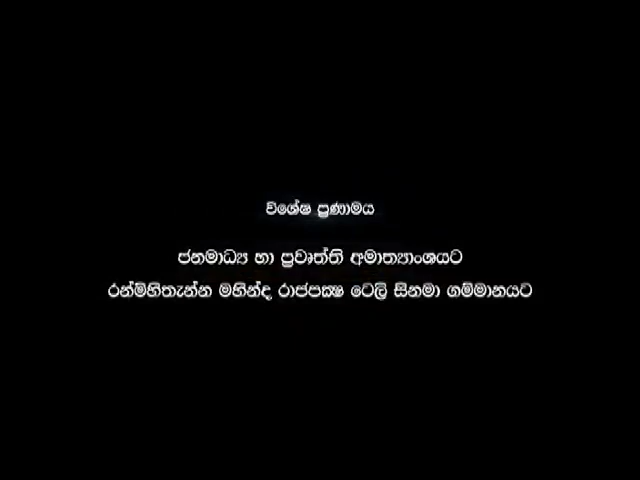 විශේෂ ප්‍රණාමය
ජනමාධ්‍ය හා ප්‍රවෘත්ති අමාත්‍යාංශයට
රන්මිහිතැන්න මහින්ද රාජපක්‍ෂ ටෙලි සිනමා ගම්මානයට